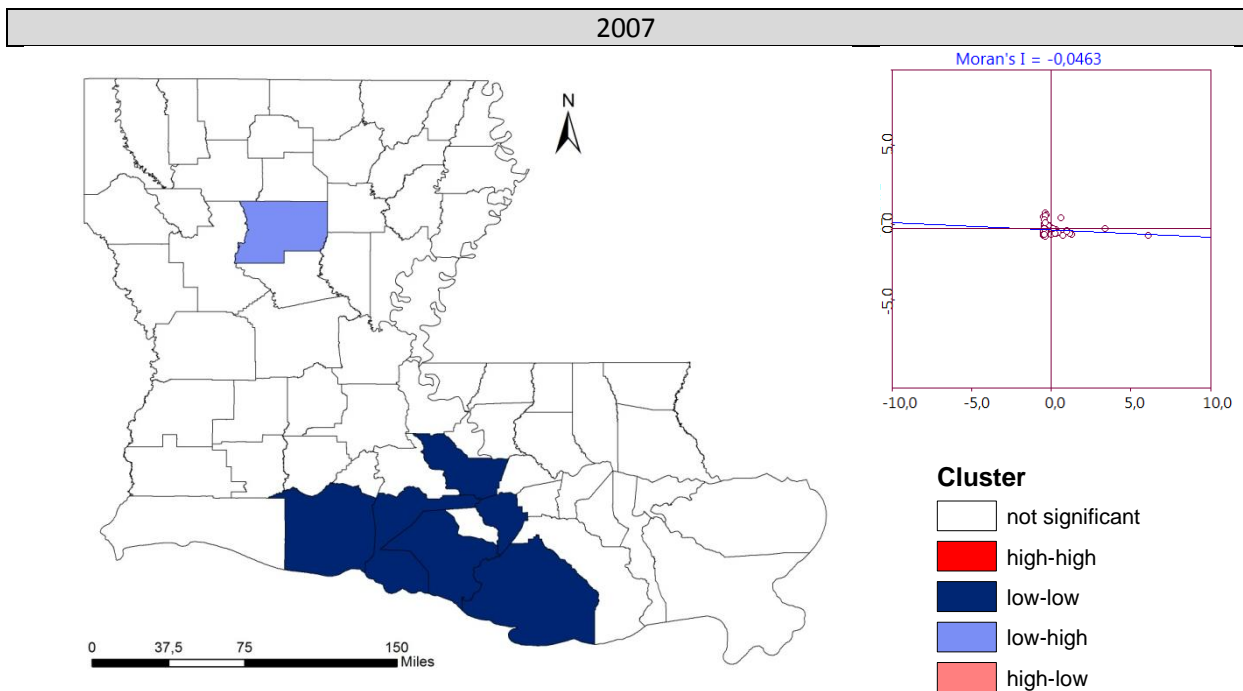 2007
Moran's I = -0,0463
N
5,0
0,0
-5,0
-10,0 -5,0 0,0 5,0 10,0
Cluster
not significant
high-high
low-low
low-high
high-low
0 37,5 75 150
Miles